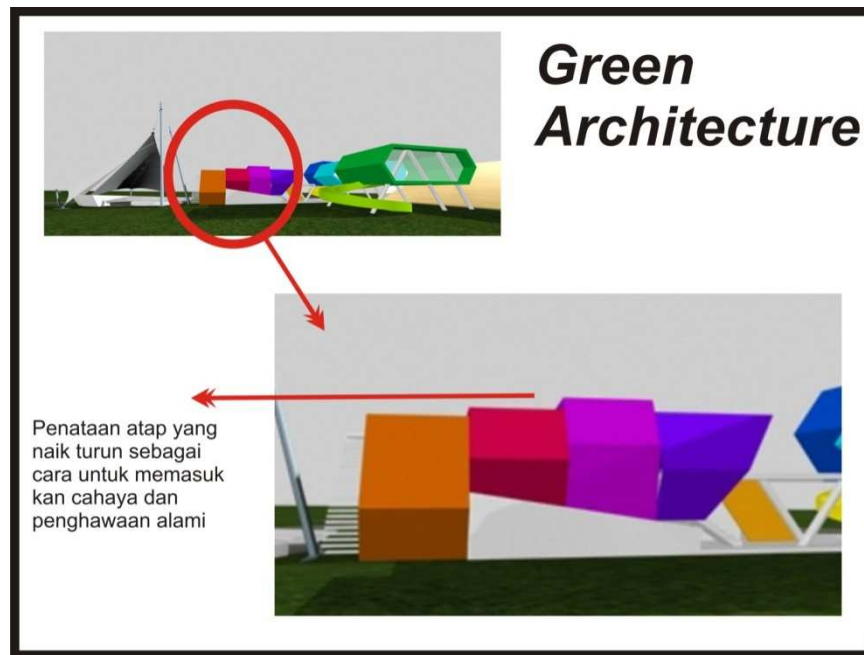 Green
Architecture
Penataan atap yang
naik turun sebagai
cara untuk memasuk
kan cahaya dan
penghawaan alami